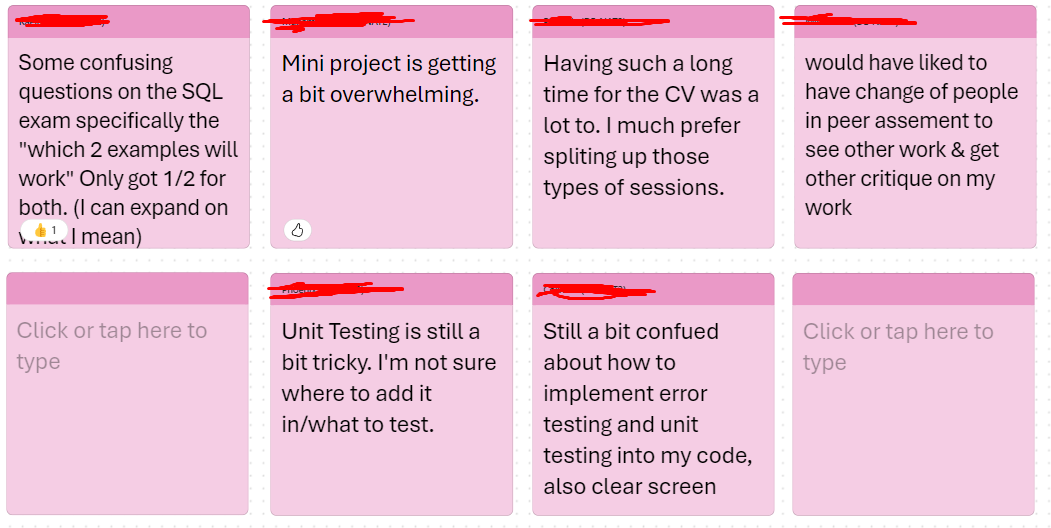 Some confusing
questions on the SQL
exam specifically the
"which 2 examples will
work" Only got 1/2 for
both. (I can expand on
what I mean)
1
Mini project is getting
a bit overwhelming.
Having such a long
time for the CV was a
lot to. I much prefer
spliting up those
types of sessions.
would have liked to
have change of people
in peer assement to
see other work & get
other critique on my
work
Click or tap here to
type
Unit Testing is still a
bit tricky. I'm not sure
where to add it
in/what to test.
Still a bit confued
about how to
implement error
testing and unit
testing into my code,
also clear screen
Click or tap here to
type